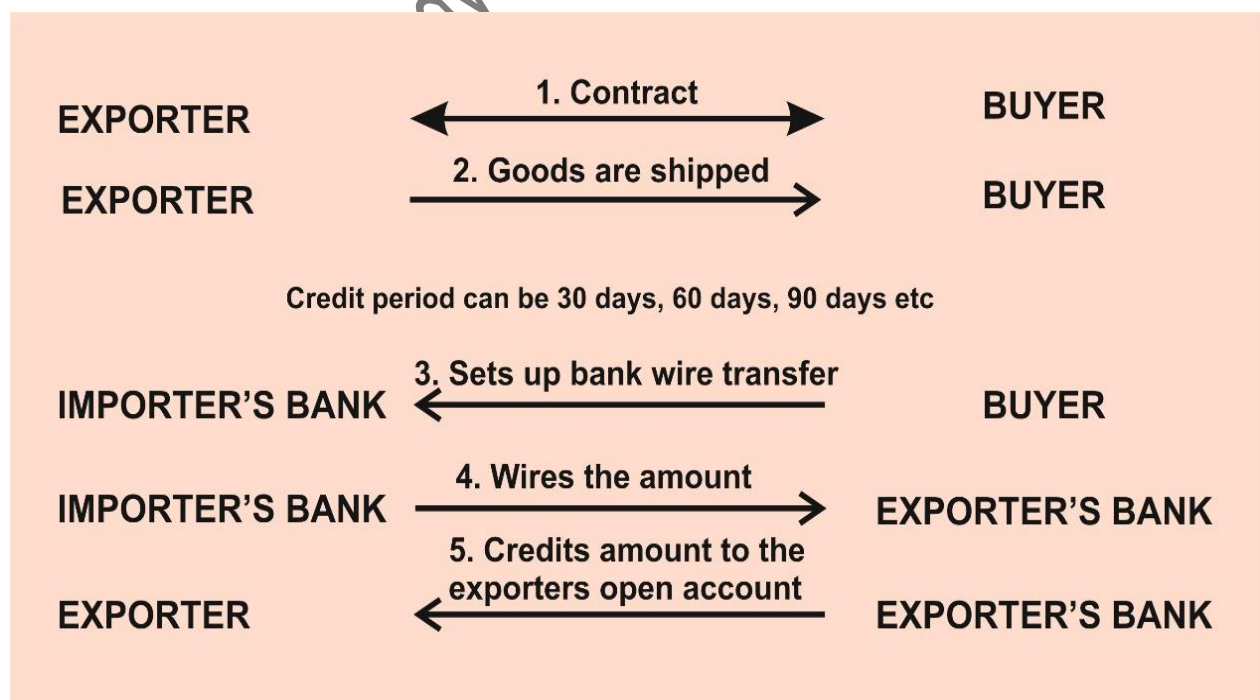 1. Contract
EXPORTER BUYER
2. Goods are shipped
EXPORTER BUYER
Credit period can be 30 days, 60 days, 90 days etc
3. Sets up bank wire transfer
IMPORTER'S BANK BUYER
4. Wires the amount
IMPORTER'S BANK EXPORTER'S BANK
5. Credits amount to the
exporters open account
EXPORTER EXPORTER'S BANK